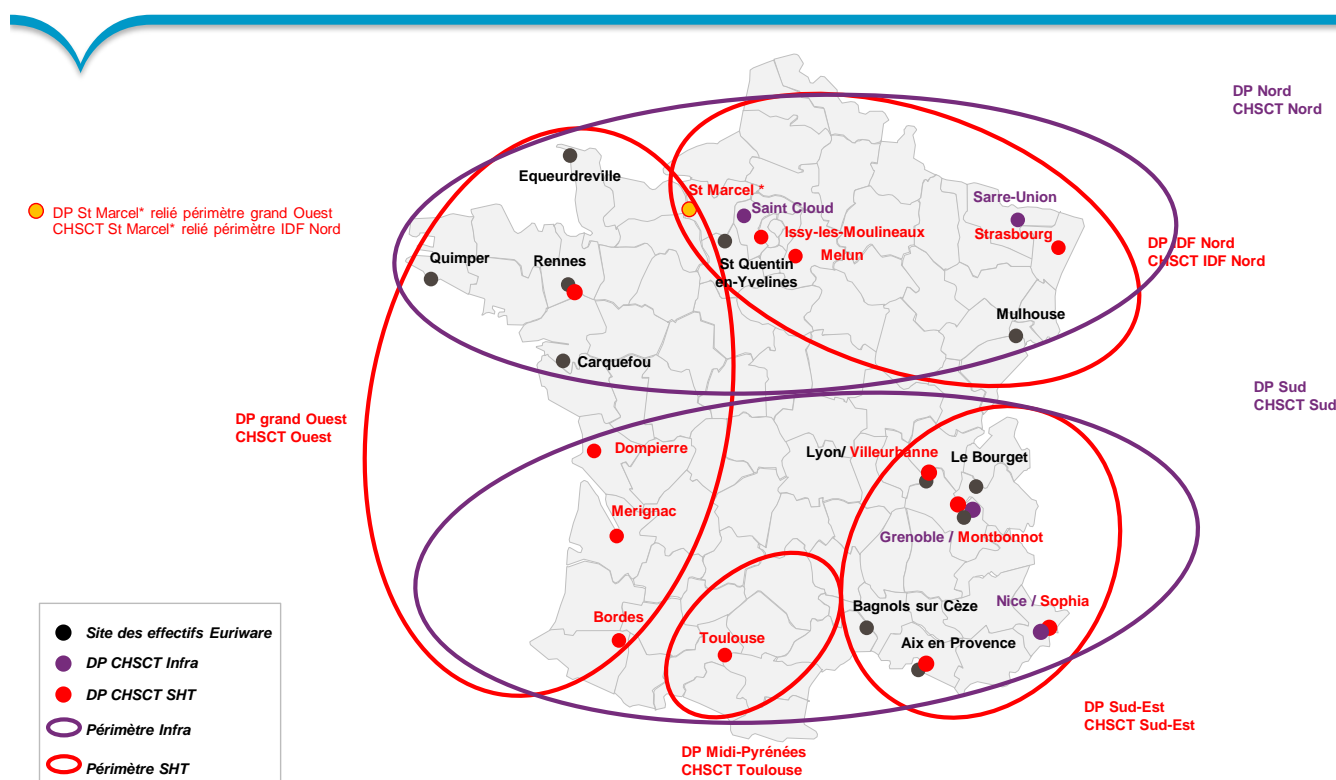 DP Nord
CHSCT Nord
Equeurdreville
St Marcel *
Saint Cloud
Sarre-Union
DP St Marcel* relié périmètre grand Ouest
CHSCT St Marcel* relié périmètre IDF Nord
Issy-les-Moulineaux
Strasbourg
DP IDF Nord
CHSCT IDF Nord
Quimper
Rennes
St Quentin
en-Yvelines
Melun
Mulhouse
Carquefou
DP Sud
CHSCT Sud
DP grand Ouest
CHSCT Ouest
Dompierre
Lyon/ Villeurbanne
Le Bourget
Merignac
Grenoble / Montbonnot
Bagnols sur Cèze
Nice / Sophia
Bordes
Toulouse
Aix en Provence
Site des effectifs Euriware
DP CHSCT Infra
DP CHSCT SHT
Périmètre Infra
Périmètre SHT
DP Sud-Est
CHSCT Sud-Est
DP Midi-Pyrénées
CHSCT Toulouse